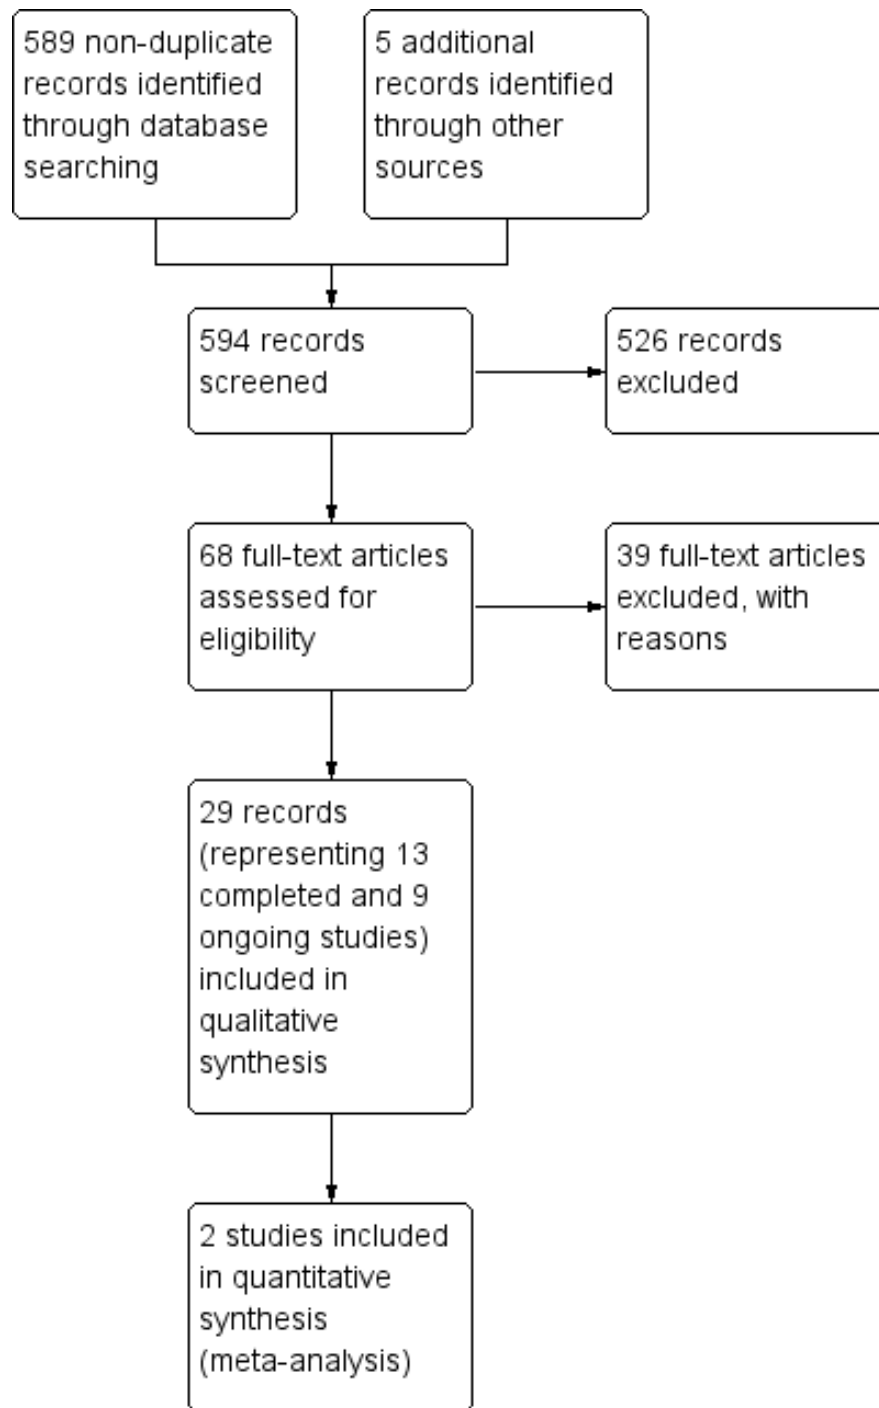 589 non-duplicate
records identified
through database
searching
5 additional
records identified
through other
sources
594 records
screened
526 records
excluded
68 full-text articles
assessed for
eligibility
39 full-text articles
excluded, with
reasons
29 records
(representing 13
completed and 9
ongoing studies)
included in
qualitative
synthesis
2 studies included
in quantitative
synthesis
(meta-analysis)